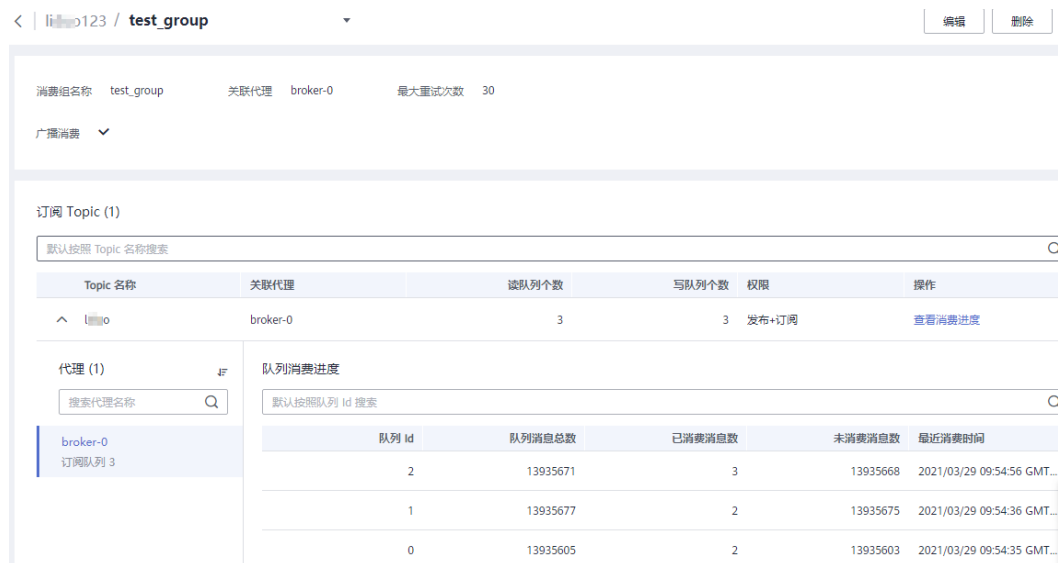 / test_group 编辑 删除
消费组名称 test_group 关联代理 broker-0 最大重试次数 30
广播消费
订阅 Topic (1)
默认按照 Topic 名称搜索
Topic 名称 关联代理 读队列个数 写队列个数 权限 操作
broker-0 3 3 发布+订阅 查看消费进度
代理 (1) 队列消费进度
搜索代理名称 默认按照队列 Id 搜索
broker-0 队列 Id 队列消息总数 已消费消息数 未消费消息数 最近消费时间
订阅队列 3
2 13935671 3 13935668 2021/03/29 09:54:56 GMT...
1 13935677 2 13935675 2021/03/29 09:54:36 GMT...
0 13935605 2 13935603 2021/03/29 09:54:35 GMT...